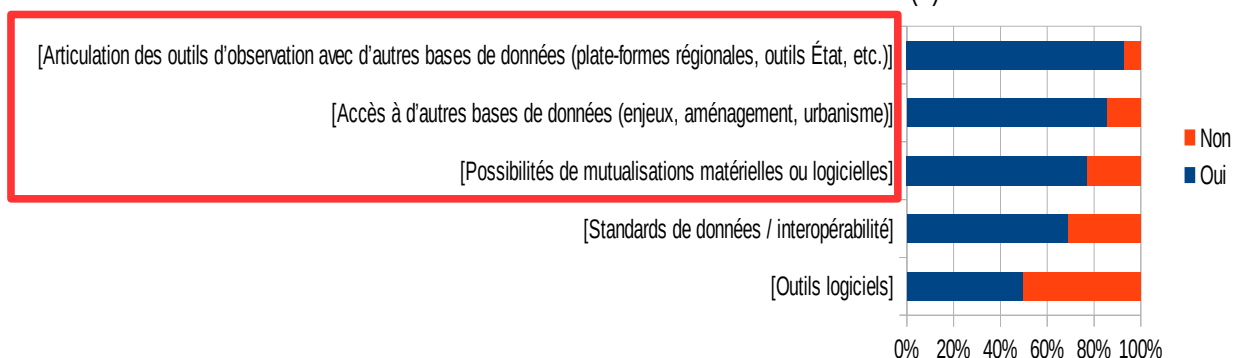 [Articulation des outils d'observation avec d'autres bases de données (plate-formes régionales, outils État, etc.)]
[Accès à d'autres bases de données (enjeux, aménagement, urbanisme)]
[Possibilités de mutualisations matérielles ou logicielles]
[Standards de données / interopérabilité]
[Outils logiciels]
Non
Oui
0% 20% 40% 60% 80% 100%